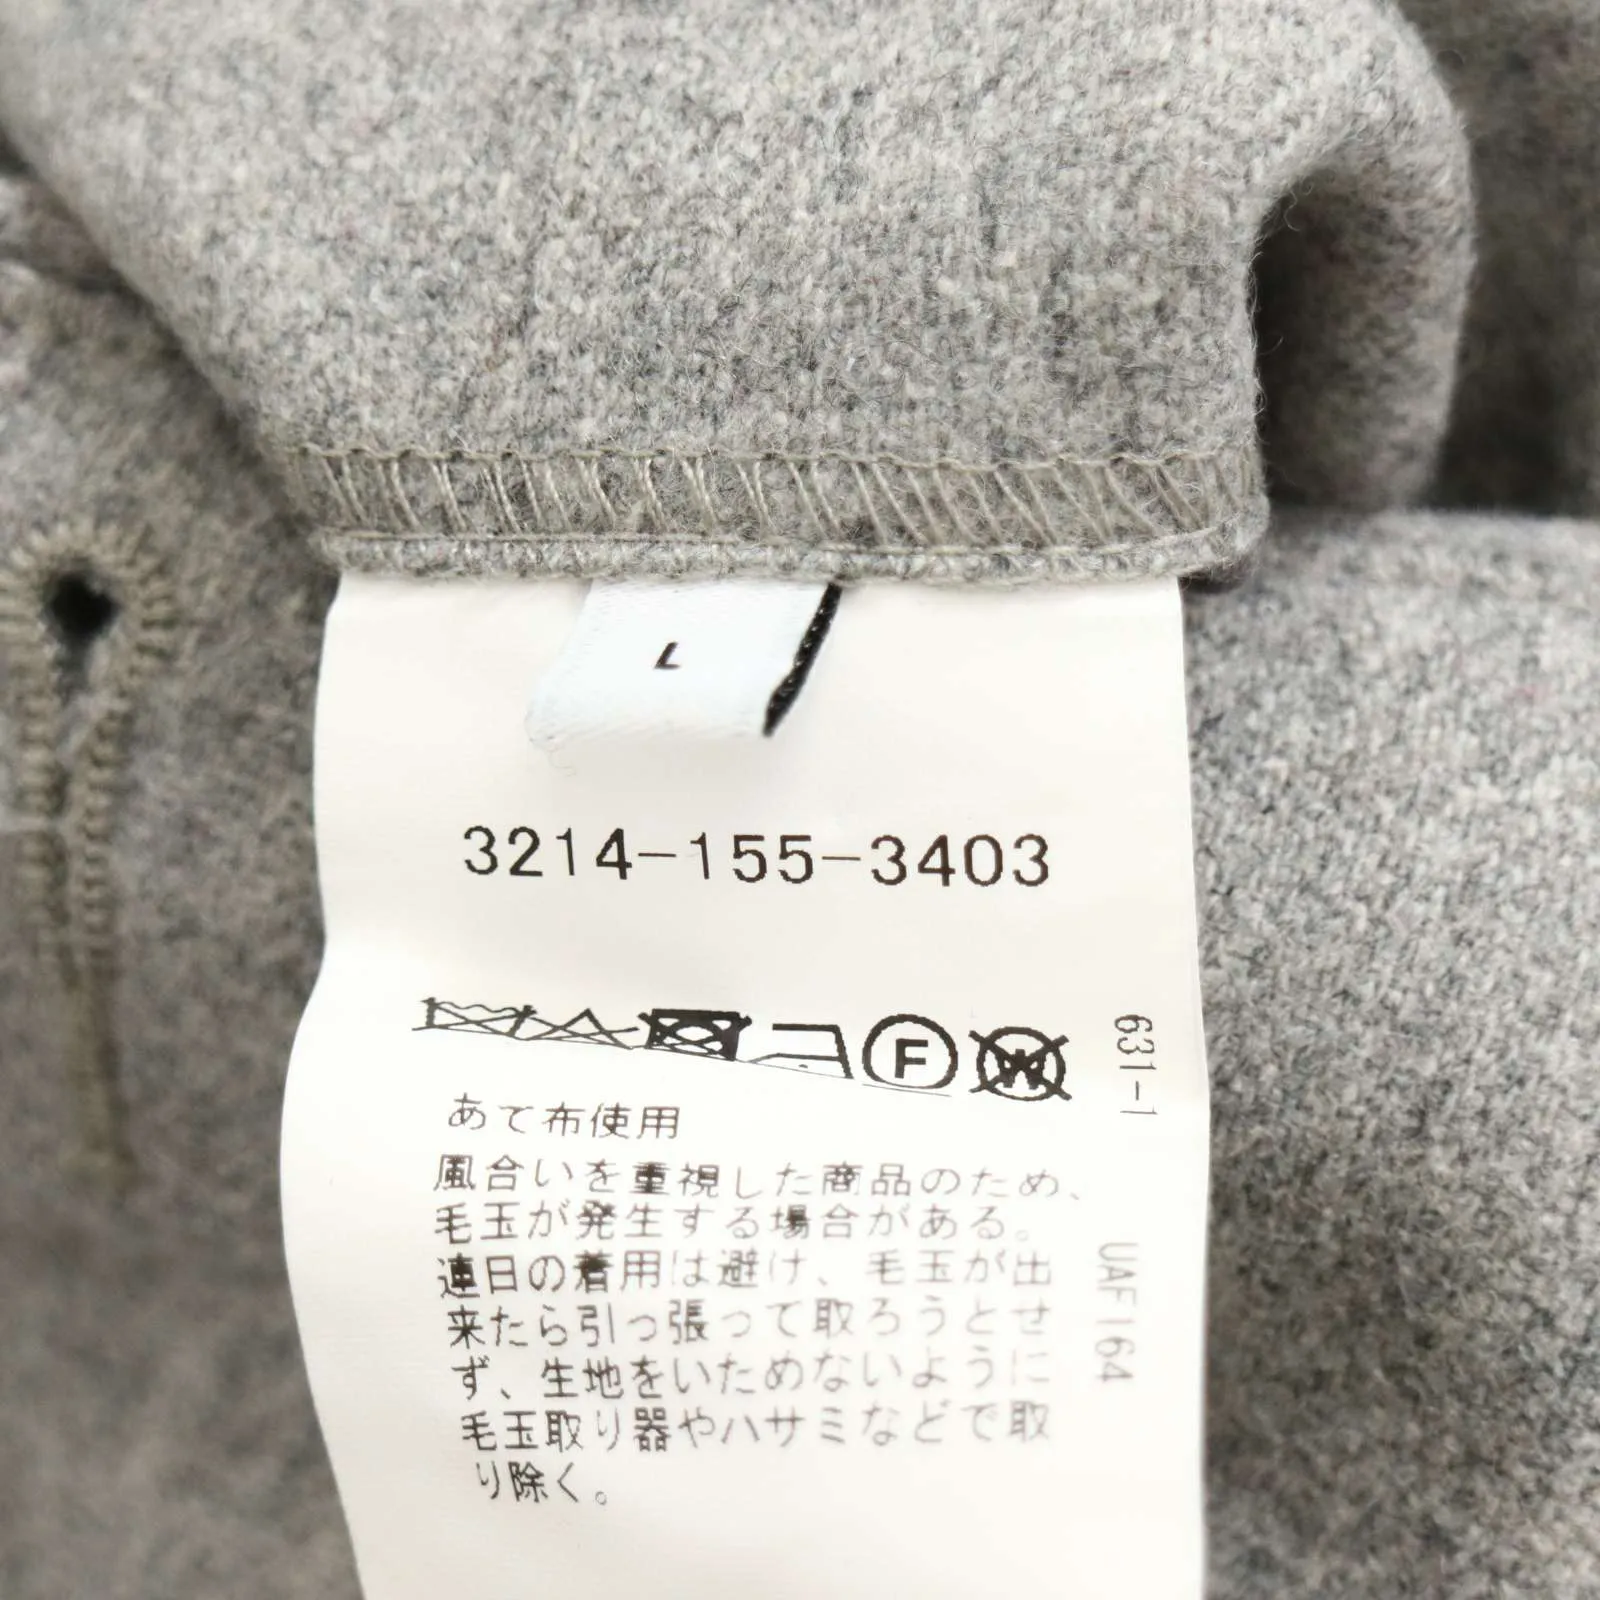 L
3214-155-3403
F W
631-1
あて布使用
風合いを重視した商品のため、
毛玉が発生する場合がある。
連日の着用は避け、毛玉が出
来たら引っ張って取ろうとせ
ず、生地をいためないように
毛玉取り器やハサミなどで取
り除く。
UAF164